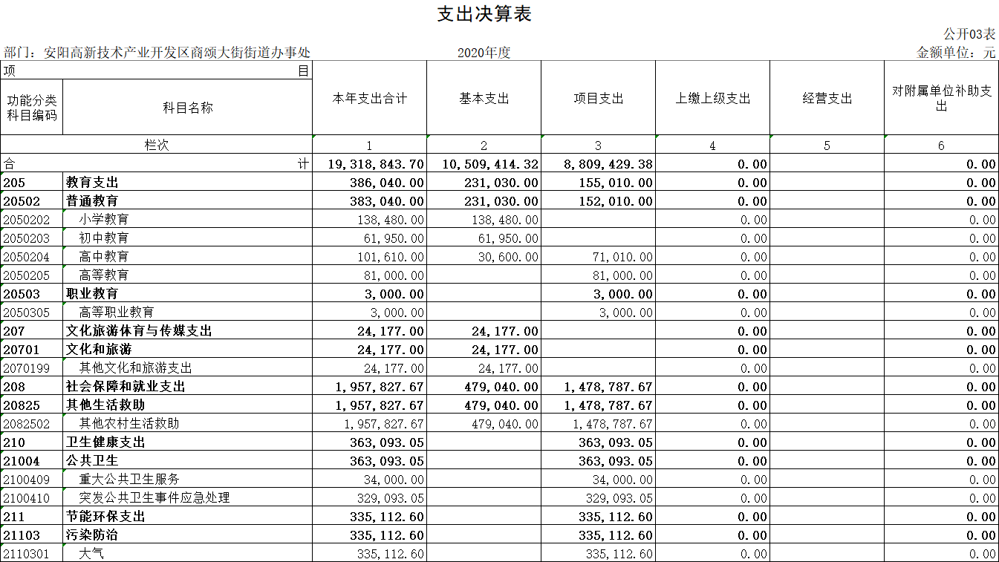 支出决算表
公开03表
部门：安阳高新技术产业开发区商颂大街街道办事处 2020年度 金额单位：元
项 目
功能分类科目编码 科目名称 本年支出合计 基本支出 项目支出 上缴上级支出 经营支出 对附属单位补助支出
栏次 1 2 3 4 5 6
合 计 19,318,843.70 10,509,414.32 8,809,429.38 0.00 0.00
205 教育支出 386,040.00 231,030.00 155,010.00 0.00 0.00
20502 普通教育 383,040.00 231,030.00 152,010.00 0.00 0.00
2050202 小学教育 138,480.00 138,480.00 0.00 0.00
2050203 初中教育 61,950.00 61,950.00 0.00 0.00
2050204 高中教育 101,610.00 30,600.00 71,010.00 0.00 0.00
2050205 高等教育 81,000.00 81,000.00 0.00 0.00
20503 职业教育 3,000.00 3,000.00 0.00 0.00
2050305 高等职业教育 3,000.00 3,000.00 0.00 0.00
207 文化旅游体育与传媒支出 24,177.00 24,177.00 0.00 0.00
20701 文化和旅游 24,177.00 24,177.00 0.00 0.00
2070199 其他文化和旅游支出 24,177.00 24,177.00 0.00 0.00
208 社会保障和就业支出 1,957,827.67 479,040.00 1,478,787.67 0.00 0.00
20825 其他生活救助 1,957,827.67 479,040.00 1,478,787.67 0.00 0.00
2082502 其他农村生活救助 1,957,827.67 479,040.00 1,478,787.67 0.00 0.00
210 卫生健康支出 363,093.05 363,093.05 0.00 0.00
21004 公共卫生 363,093.05 363,093.05 0.00 0.00
2100409 重大公共卫生服务 34,000.00 34,000.00 0.00 0.00
2100410 突发公共卫生事件应急处理 329,093.05 329,093.05 0.00 0.00
211 节能环保支出 335,112.60 335,112.60 0.00 0.00
21103 污染防治 335,112.60 335,112.60 0.00 0.00
2110301 大气 335,112.60 335,112.60 0.00 0.00